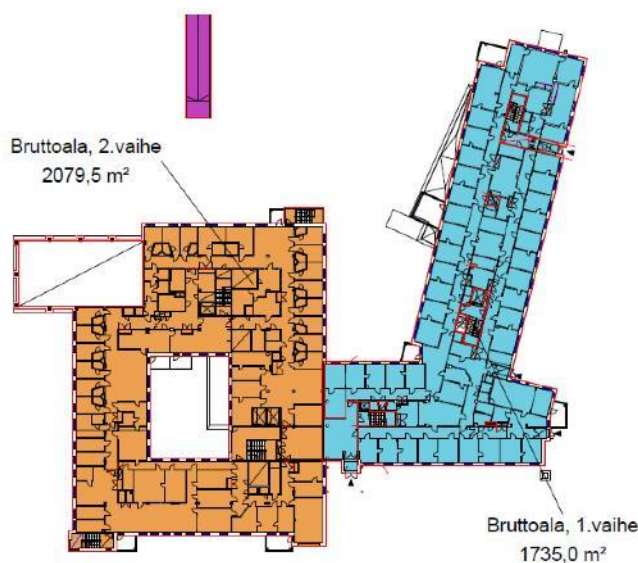 Bruttoala, 2.vaihe
2079,5 m²
Bruttoala, 1.vaihe
1735,0 m²